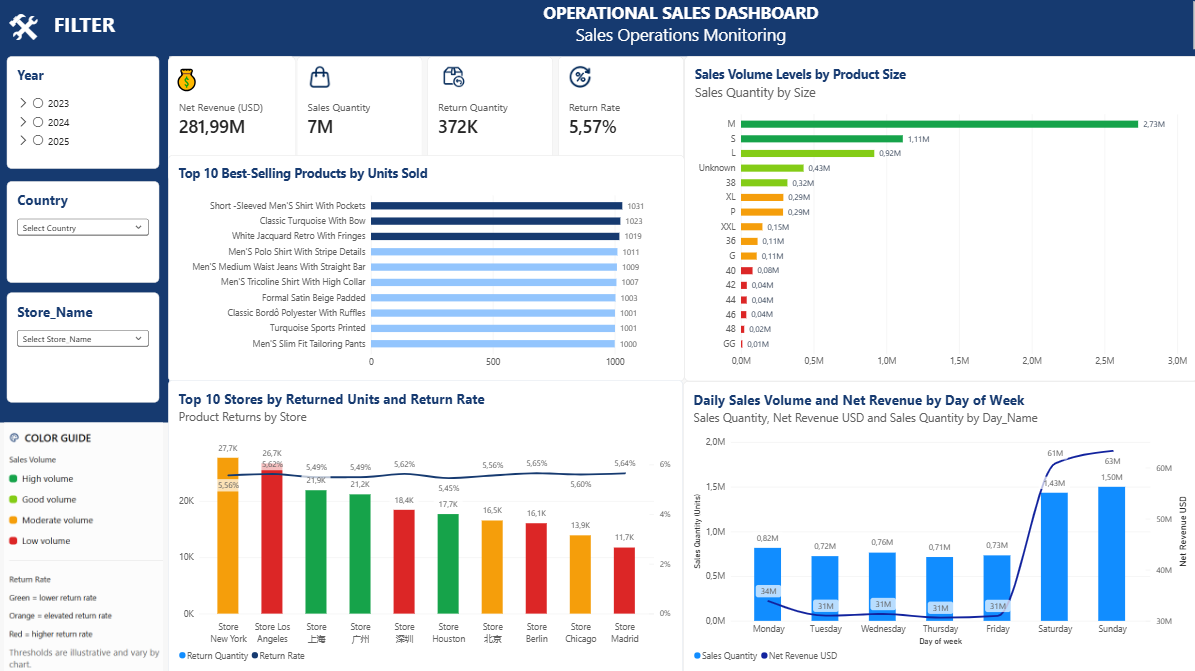 FILTER
OPERATIONAL SALES DASHBOARD
Sales Operations Monitoring
Year
2023
2024
2025
Country
Select Country
Store_Name
Select Store_Name
COLOR GUIDE
Sales Volume
High volume
Good volume
Moderate volume
Low volume
Return Rate
Green = lower return rate
Orange = elevated return rate
Red = higher return rate
Thresholds are illustrative and vary by
chart.
Net Revenue (USD)
281,99M
Sales Quantity
7M
Return Quantity
372K
Return Rate
5,57%
Top 10 Best-Selling Products by Units Sold
Short -Sleeved Men'S Shirt With Pockets 1031
Classic Turquoise With Bow 1023
White Jacquard Retro With Fringes 1019
Men'S Polo Shirt With Stripe Details 1011
Men'S Medium Waist Jeans With Straight Bar 1009
Men'S Tricoline Shirt With High Collar 1007
Formal Satin Beige Padded 1003
Classic Bordô Polyester With Ruffles 1001
Turquoise Sports Printed 1001
Men'S Slim Fit Tailoring Pants 1000
0 500 1000
Sales Volume Levels by Product Size
Sales Quantity by Size
M 2,73M
S 1,11M
L 0,92M
Unknown 0,43M
38 0,32M
XL 0,29M
P 0,29M
XXL 0,15M
36 0,11M
G 0,11M
40 0,08M
42 0,04M
44 0,04M
46 0,04M
48 0,02M
GG 0,01M
0,0M 0,5M 1,0M 1,5M 2,0M 2,5M 3,0M
Top 10 Stores by Returned Units and Return Rate
Product Returns by Store
27,7K 26,7K 21,9K 21,2K 18,4K 17,7K 16,5K 16,1K 13,9K 11,7K
5,56% 5,62% 5,49% 5,49% 5,62% 5,45% 5,56% 5,65% 5,60% 5,64%
20K
10K
0K
6%
4%
2%
0%
Store New York
Store Los Angeles
Store 上海
Store 广州
Store 深圳
Store Houston
Store 北京
Store Berlin
Store Chicago
Store Madrid
Return Quantity Return Rate
Daily Sales Volume and Net Revenue by Day of Week
Sales Quantity, Net Revenue USD and Sales Quantity by Day_Name
2,0M
1,5M
1,0M
0,5M
0,0M
Sales Quantity (Units)
0,82M 0,72M 0,76M 0,71M 0,73M 1,43M 1,50M
34M 31M 31M 31M 31M 61M 63M
60M
50M
40M
30M
Net Revenue USD
Monday Tuesday Wednesday Thursday Friday Saturday Sunday
Day of week
Sales Quantity Net Revenue USD